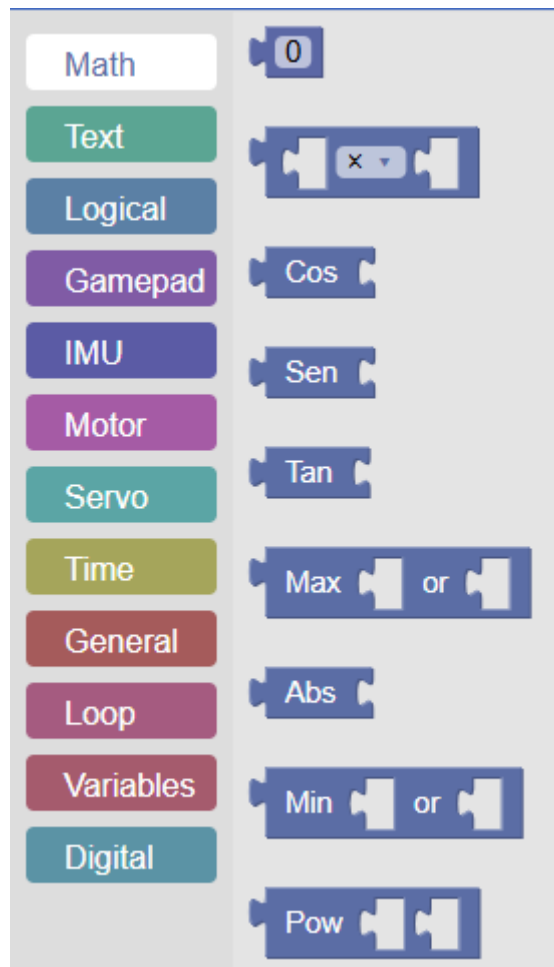 Math
Text
Logical
Gamepad
IMU
Motor
Servo
Time
General
Loop
Variables
Digital
0
×
Cos
Sen
Tan
Max or
Abs
Min or
Pow